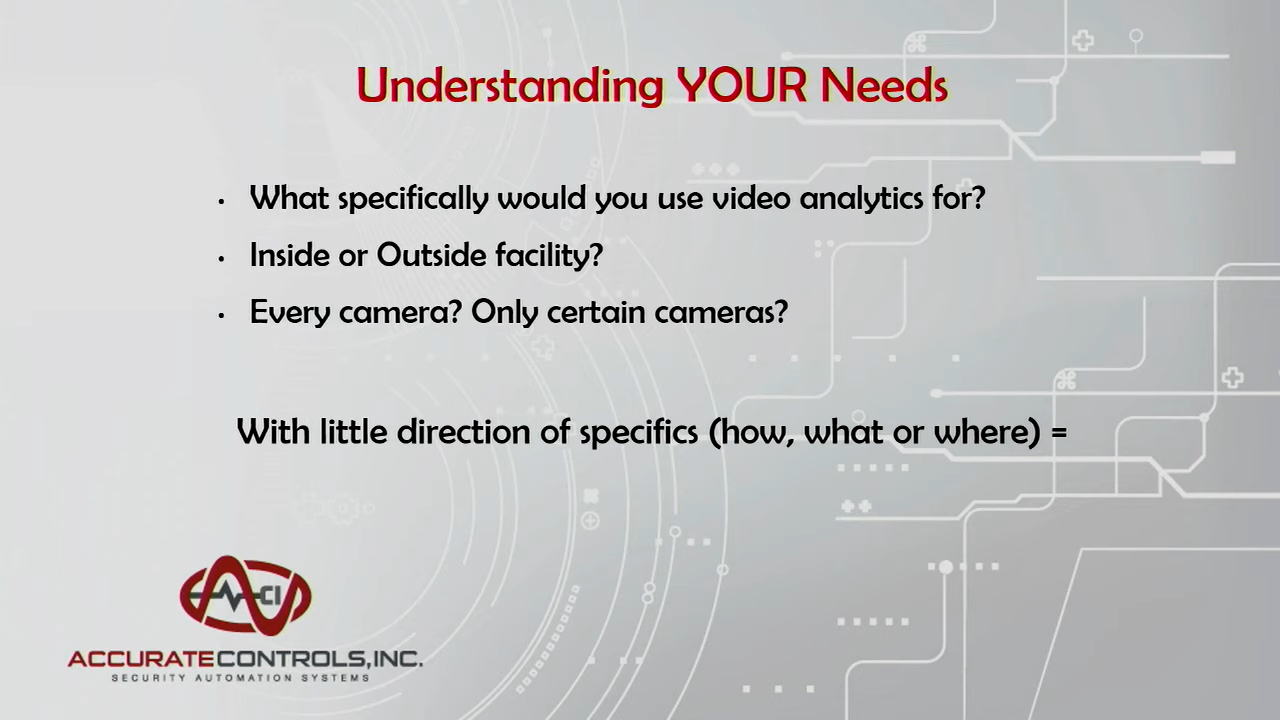 Understanding YOUR Needs
• What specifically would you use video analytics for?
• Inside or Outside facility?
• Every camera? Only certain cameras?
With little direction of specifics (how, what or where) =
CI
ACCURATECONTROLS,INC.
SECURITY AUTOMATION SYSTEMS